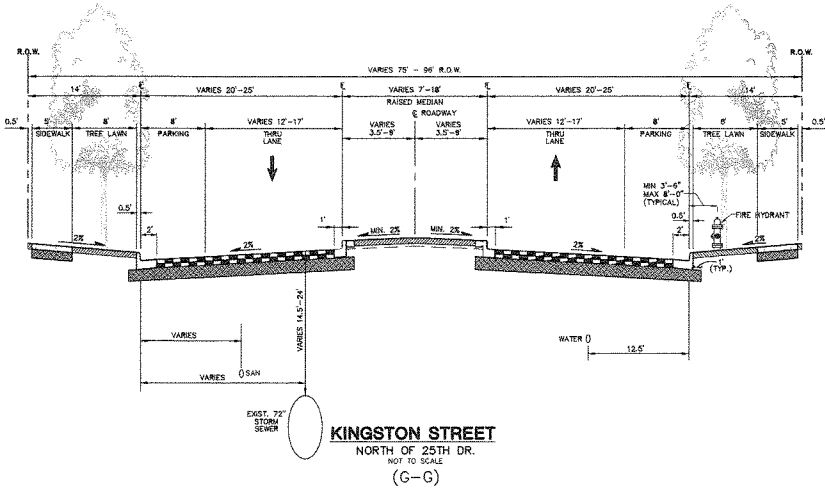 R.O.W.
R.O.W.
VARIES 75' - 96' R.O.W.
14'
VARIES 20'-25'
VARIES 7'-18'
VARIES 20'-25'
14'
RAISED MEDIAN
℄ ROADWAY
0.5'
5'
8'
8'
VARIES 12'-17'
VARIES
3.5'-9'
VARIES
3.5'-9'
VARIES 12'-17'
8'
8'
5'
0.5'
SIDEWALK
TREE LAWN
PARKING
THRU
LANE
THRU
LANE
PARKING
TREE LAWN
SIDEWALK
MIN 3'-6"
MAX 8'-0"
(TYPICAL)
FIRE HYDRANT
0.5'
2'
1'
1'
0.5'
2'
2%
2%
MIN. 2%
MIN. 2%
2%
2%
1'
(TYP.)
VARIES 14.5'-24'
VARIES
SAN
VARIES
WATER
12.5'
EXIST. 72"
STORM
SEWER
KINGSTON STREET
NORTH OF 25TH DR.
NOT TO SCALE
(G-G)